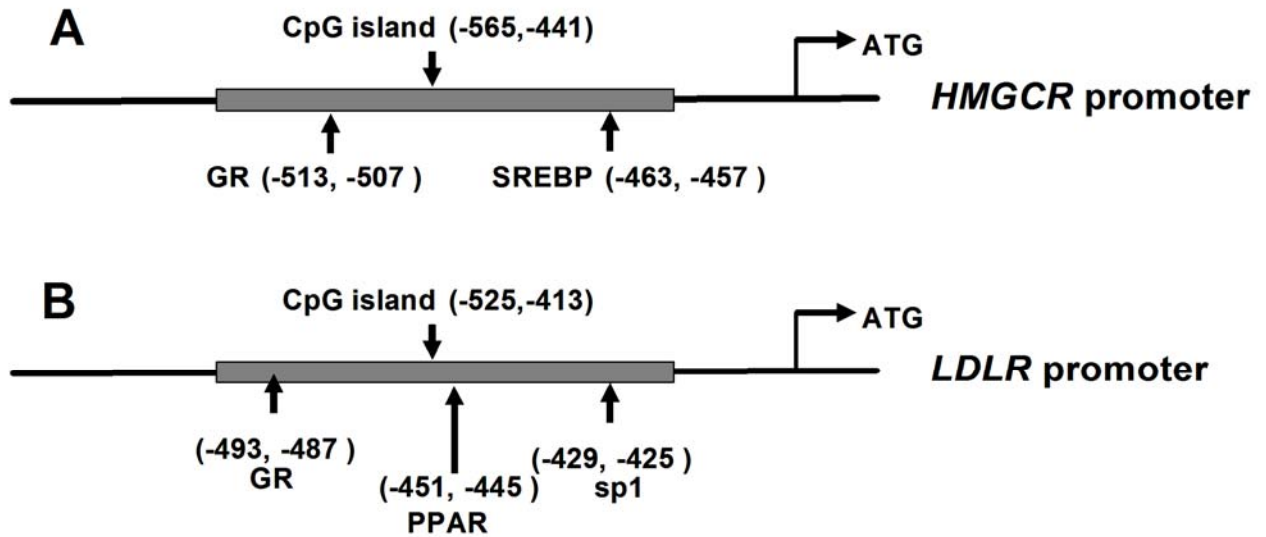 A
CpG island (-565,-441)
ATG
HMGCR promoter
GR (-513, -507 )
SREBP (-463, -457 )
B
CpG island (-525,-413)
ATG
LDLR promoter
(-493, -487 )
GR
(-451, -445 )
PPAR
(-429, -425 )
sp1